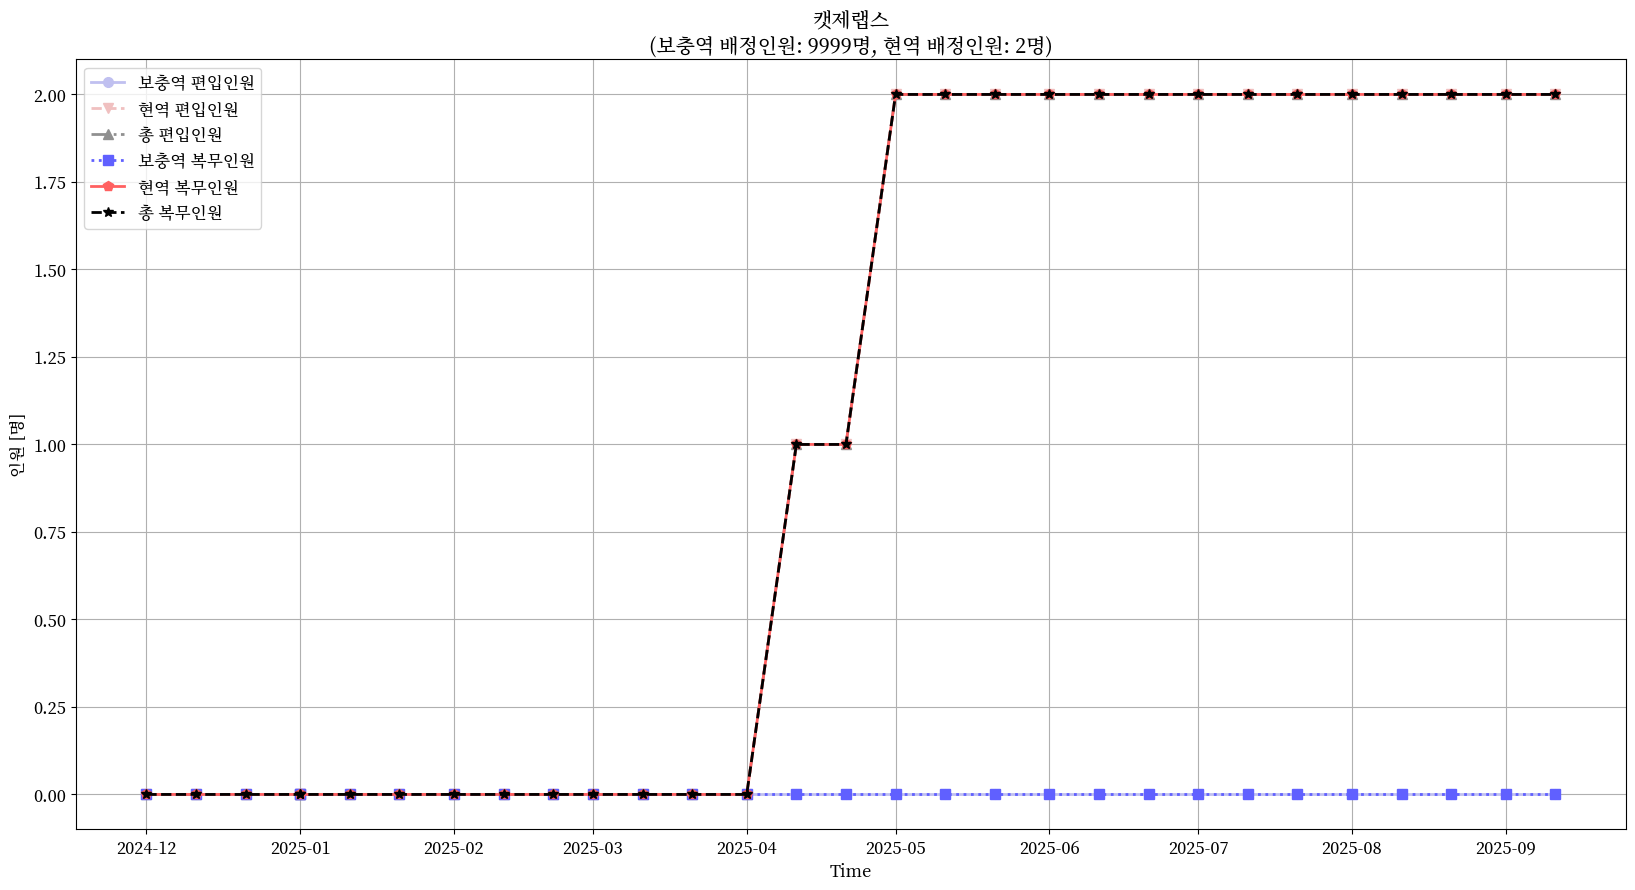 캣제랩스
(보충역 배정인원: 9999명, 현역 배정인원: 2명)
보충역 편입인원
현역 편입인원
총 편입인원
보충역 복무인원
현역 복무인원
총 복무인원
2.00
1.75
1.50
1.25
1.00
0.75
0.50
0.25
0.00
인원 [명]
2024-12
2025-01
2025-02
2025-03
2025-04
2025-05
2025-06
2025-07
2025-08
2025-09
Time